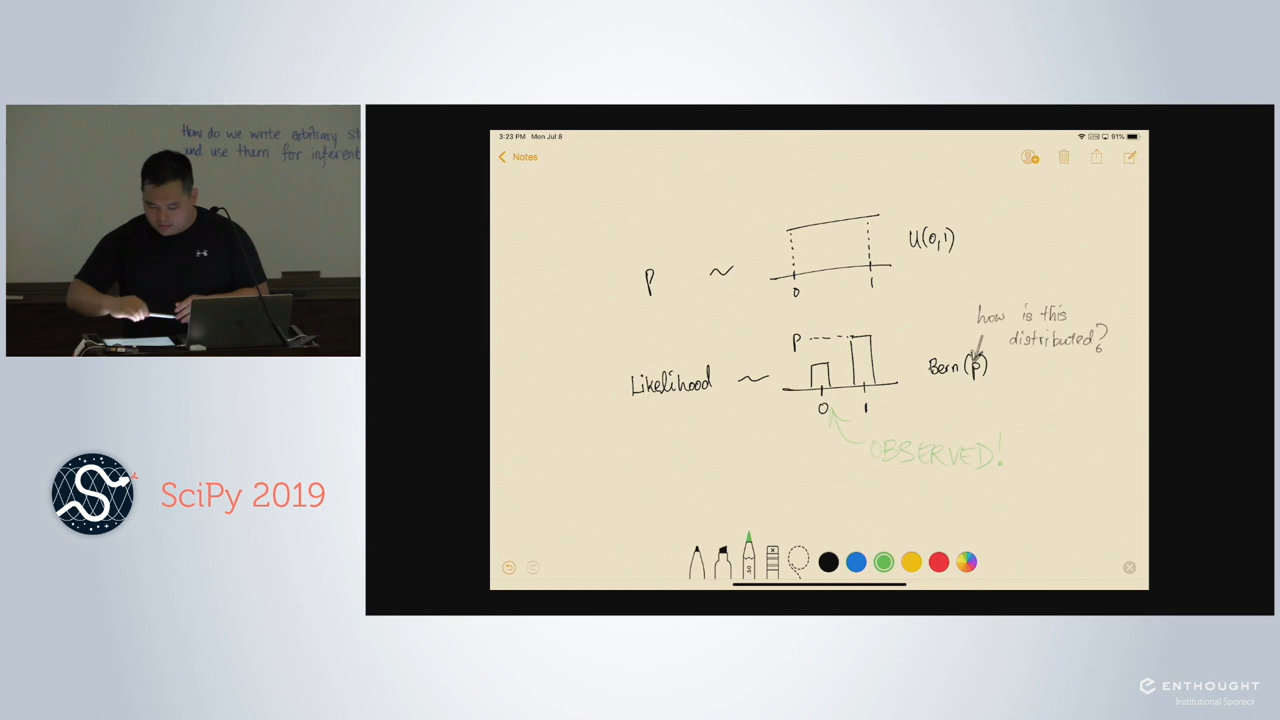 How do we write arbitrary
and use them for
3:23 PM Mon Jul 8
91%
Notes
p ~ U(0,1)
0 1
how is this
distributed?
p
Likelihood ~ Bern(p)
0 1
OBSERVED!
.50
SciPy 2019
ENTHOUGHT
Institutional Sponsor